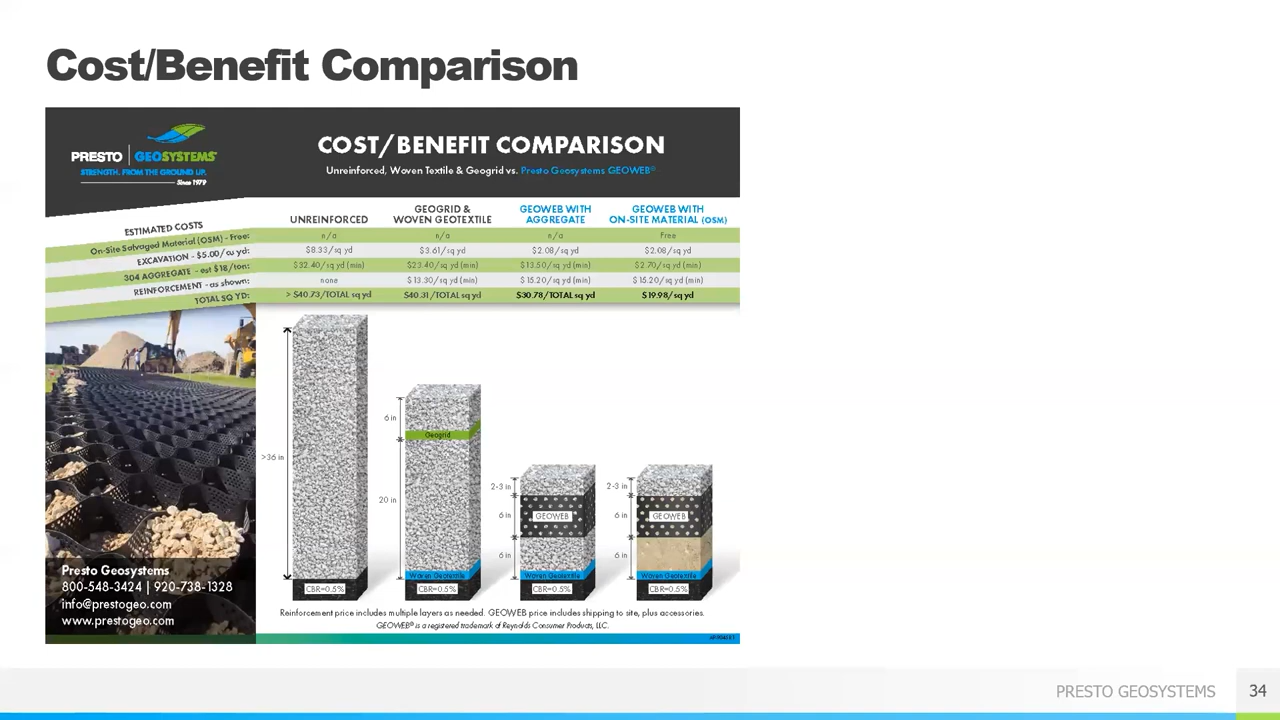 Cost/Benefit Comparison
PRESTO GEOSYSTEMS
STRENGTH. FROM THE GROUND UP.
Since 1979
COST/BENEFIT COMPARISON
Unreinforced, Woven Textile & Geogrid vs. Presto Geosystems GEOWEB®
ESTIMATED COSTS UNREINFORCED GEOGRID & WOVEN GEOTEXTILE GEOWEB WITH AGGREGATE GEOWEB WITH ON-SITE MATERIAL (OSM)
On-Site Salvaged Material (OSM) - Free: n/a n/a n/a Free
EXCAVATION - $5.00/cu yd: $8.33/sq yd $3.61/sq yd $2.08/sq yd $2.08/sq yd
304 AGGREGATE - est $18/ton: $32.40/sq yd (min) $23.40/sq yd (min) $13.50/sq yd (min) $2.70/sq yd (min)
REINFORCEMENT - as shown: none $13.30/sq yd (min) $15.20/sq yd (min) $15.20/sq yd (min)
TOTAL SQ YD: > $40.73/TOTAL sq yd $40.31/TOTAL sq yd $30.78/TOTAL sq yd $19.98/sq yd
>36 in
CBR=0.5%
6 in
Geogrid
20 in
Woven Geotextile
CBR=0.5%
2-3 in
6 in
GEOWEB
6 in
Woven Geotextile
CBR=0.5%
2-3 in
6 in
GEOWEB
6 in
Woven Geotextile
CBR=0.5%
Presto Geosystems
800-548-3424 | 920-738-1328
info@prestogeo.com
www.prestogeo.com
Reinforcement price includes multiple layers as needed. GEOWEB price includes shipping to site, plus accessories.
GEOWEB® is a registered trademark of Reynolds Consumer Products, LLC.
PRESTO GEOSYSTEMS 34